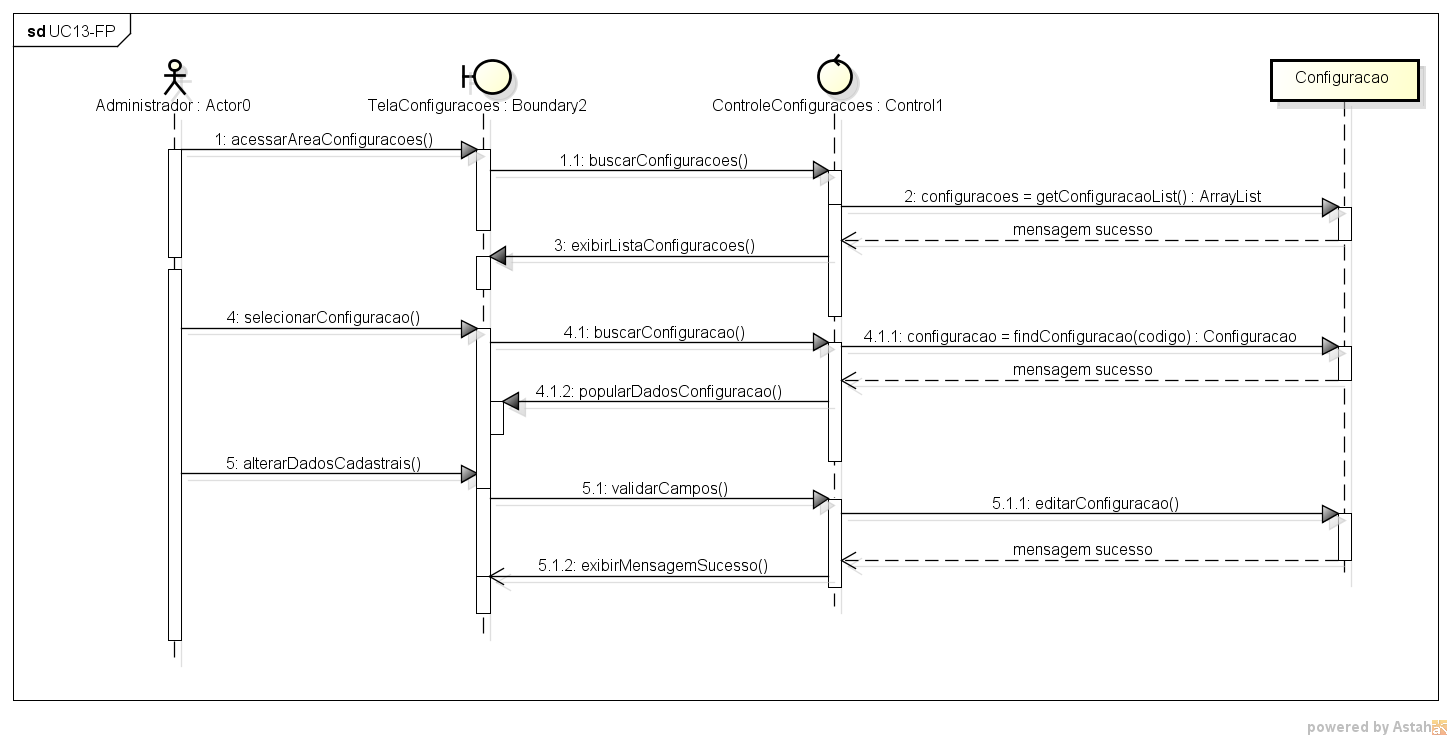 sd UC13-FP
Configuracao
Administrador : Actor0
TelaConfiguracoes : Boundary2
ControleConfiguracoes : Control1
1: acessarAreaConfiguracoes()
1.1: buscarConfiguracoes()
2: configuracoes = getConfiguracaoList() : ArrayList
mensagem sucesso
3: exibirListaConfiguracoes()
4: selecionarConfiguracao()
4.1: buscarConfiguracao()
4.1.1: configuracao = findConfiguracao(codigo) : Configuracao
mensagem sucesso
4.1.2: popularDadosConfiguracao()
5: alterarDadosCadastrais()
5.1: validarCampos()
5.1.1: editarConfiguracao()
mensagem sucesso
5.1.2: exibirMensagemSucesso()
powered by Astah